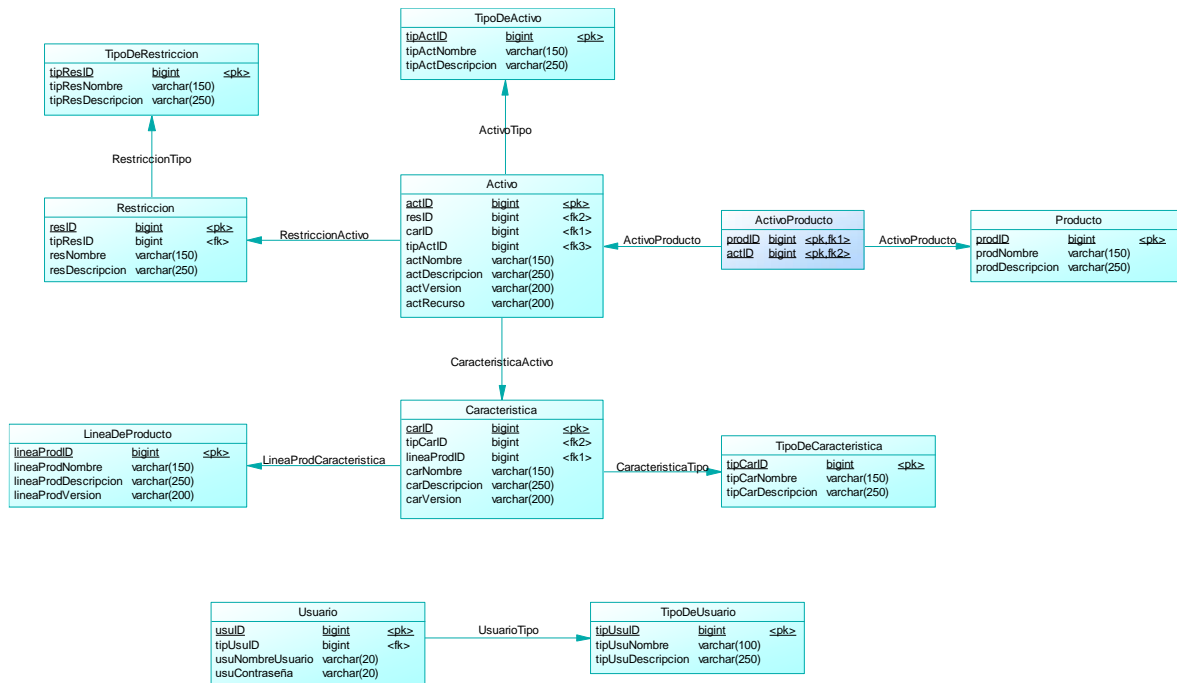 TipoDeActivo
tipActID bigint <pk>
tipActNombre varchar(150)
tipActDescripcion varchar(250)
TipoDeRestriccion
tipResID bigint <pk>
tipResNombre varchar(150)
tipResDescripcion varchar(250)
ActivoTipo
RestriccionTipo
Activo
actID bigint <pk>
resID bigint <fk2>
carID bigint <fk1>
tipActID bigint <fk3>
actNombre varchar(150)
actDescripcion varchar(250)
actVersion varchar(200)
actRecurso varchar(200)
Restriccion
resID bigint <pk>
tipResID bigint <fk>
resNombre varchar(150)
resDescripcion varchar(250)
RestriccionActivo
ActivoProducto
ActivoProducto
prodID bigint <pk,fk1>
actID bigint <pk,fk2>
ActivoProducto
Producto
prodID bigint <pk>
prodNombre varchar(150)
prodDescripcion varchar(250)
CaracteristicaActivo
Caracteristica
carID bigint <pk>
tipCarID bigint <fk2>
lineaProdID bigint <fk1>
carNombre varchar(150)
carDescripcion varchar(250)
carVersion varchar(200)
LineaDeProducto
lineaProdID bigint <pk>
lineaProdNombre varchar(150)
lineaProdDescripcion varchar(250)
lineaProdVersion varchar(200)
LineaProdCaracteristica
CaracteristicaTipo
TipoDeCaracteristica
tipCarID bigint <pk>
tipCarNombre varchar(150)
tipCarDescripcion varchar(250)
Usuario
usuID bigint <pk>
tipUsuID bigint <fk>
usuNombreUsuario varchar(20)
usuContraseña varchar(20)
UsuarioTipo
TipoDeUsuario
tipUsuID bigint <pk>
tipUsuNombre varchar(100)
tipUsuDescripcion varchar(250)